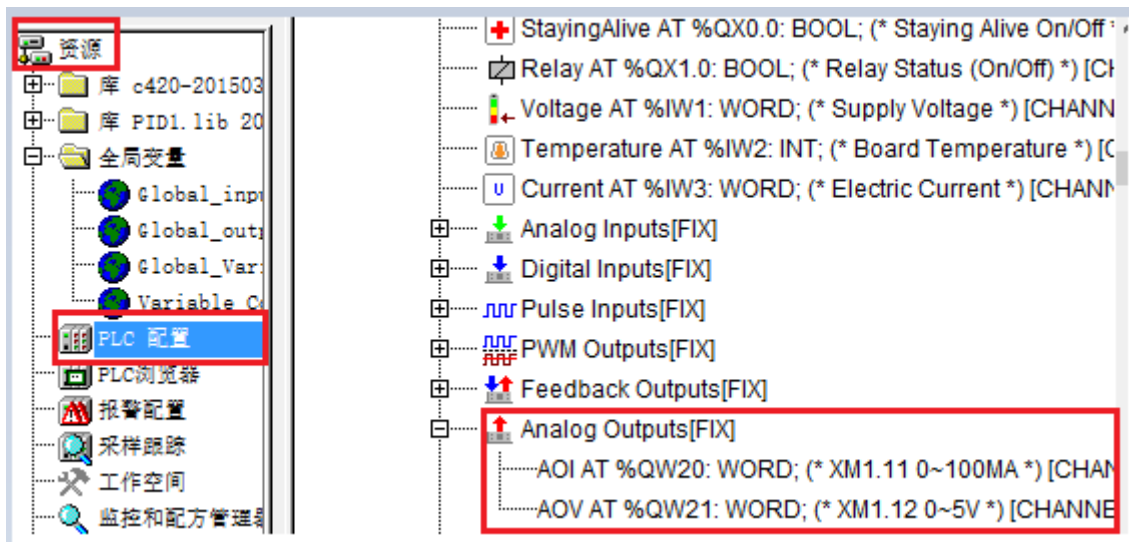 资源
库 c420-201503
库 PID1.lib 20
全局变量
Global_inp
Global_out
Global_Var
Variable_C
PLC 配置
PLC浏览器
报警配置
采样跟踪
工作空间
监控和配方管理
StayingAlive AT %QX0.0: BOOL; (* Staying Alive On/Off *
Relay AT %QX1.0: BOOL; (* Relay Status (On/Off) *) [CH
Voltage AT %IW1: WORD; (* Supply Voltage *) [CHANN
Temperature AT %IW2: INT; (* Board Temperature *) [C
U Current AT %IW3: WORD; (* Electric Current *) [CHANN
Analog Inputs[FIX]
Digital Inputs[FIX]
Pulse Inputs[FIX]
PWM Outputs[FIX]
Feedback Outputs[FIX]
Analog Outputs[FIX]
AOI AT %QW20: WORD; (* XM1.11 0~100MA *) [CHAN
AOV AT %QW21: WORD; (* XM1.12 0~5V *) [CHANNE